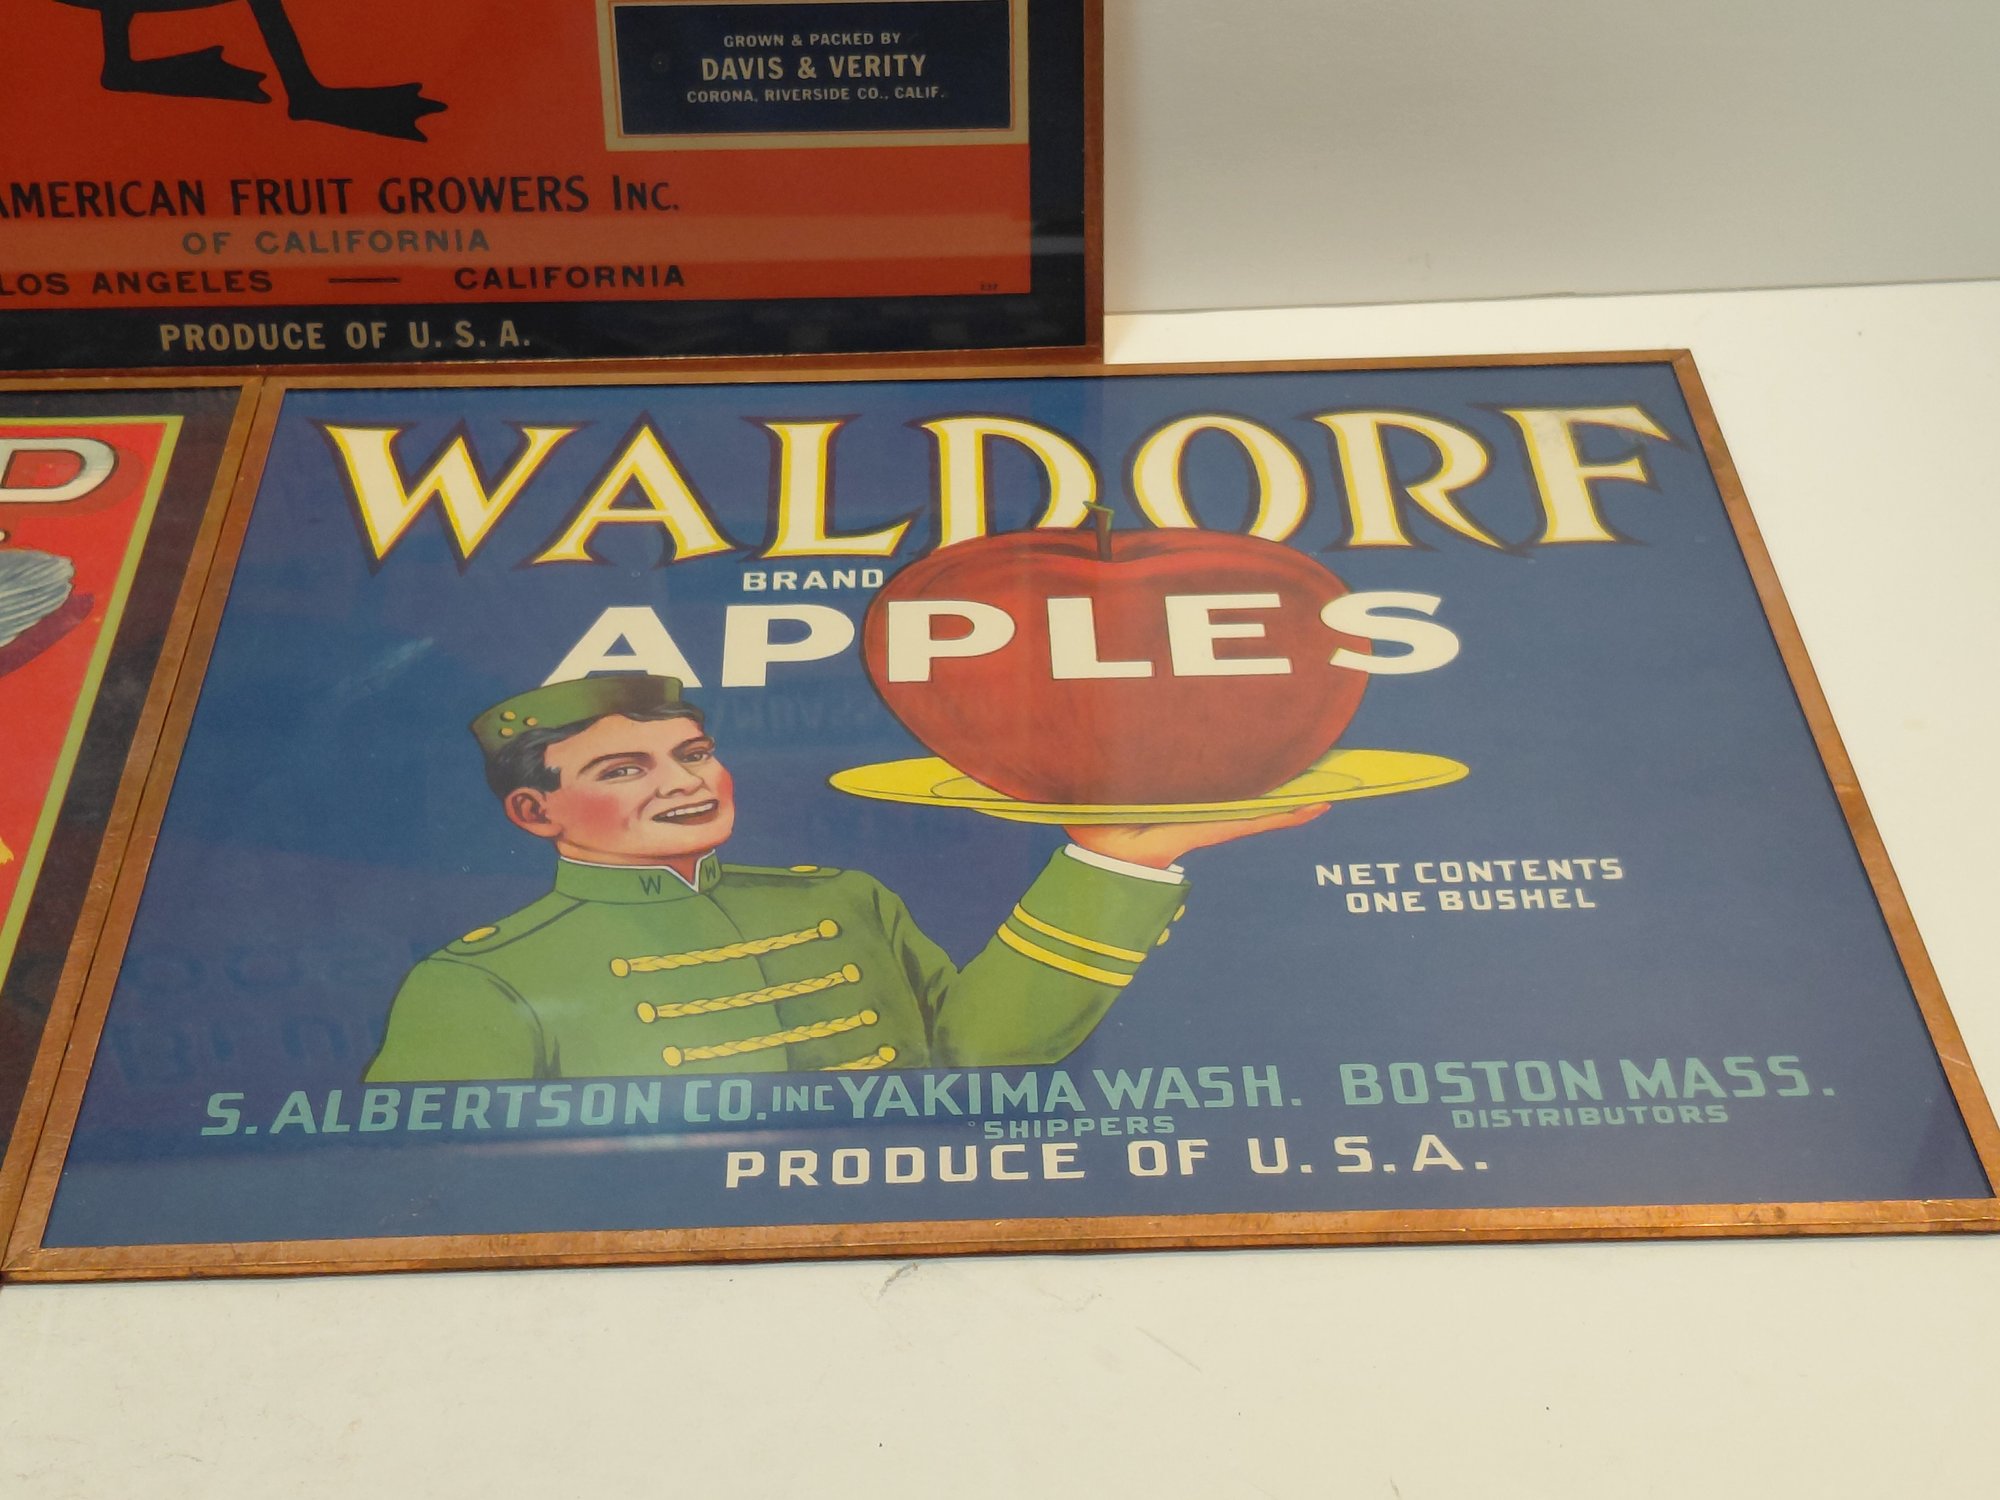 GROWN & PACKED BY
DAVIS & VERITY
CORONA, RIVERSIDE CO., CALIF.
AMERICAN FRUIT GROWERS INC.
OF CALIFORNIA
LOS ANGELES — CALIFORNIA
PRODUCE OF U. S. A.
D
WALDORF
BRAND
APPLES
W W
NET CONTENTS
ONE BUSHEL
S. ALBERTSON CO. INC YAKIMA WASH. BOSTON MASS.
SHIPPERS DISTRIBUTORS
PRODUCE OF U. S. A.